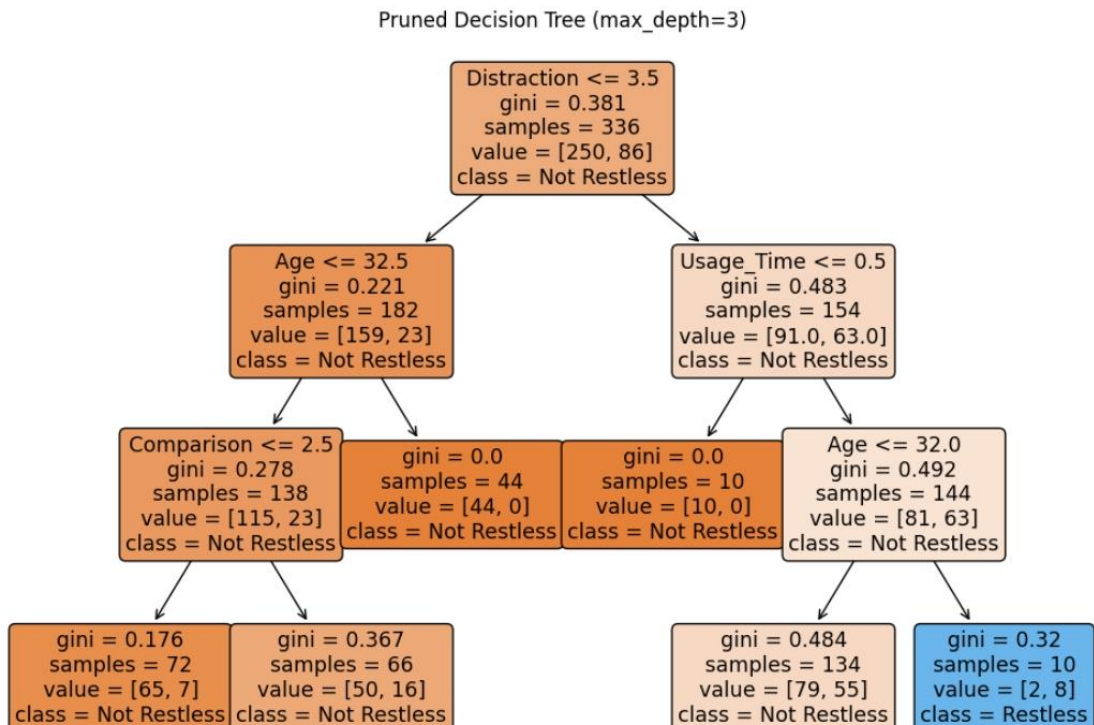 Pruned Decision Tree (max_depth=3)
Distraction <= 3.5
gini = 0.381
samples = 336
value = [250, 86]
class = Not Restless
Age <= 32.5
gini = 0.221
samples = 182
value = [159, 23]
class = Not Restless
Usage_Time <= 0.5
gini = 0.483
samples = 154
value = [91.0, 63.0]
class = Not Restless
Comparison <= 2.5
gini = 0.278
samples = 138
value = [115, 23]
class = Not Restless
gini = 0.0
samples = 44
value = [44, 0]
class = Not Restless
gini = 0.0
samples = 10
value = [10, 0]
class = Not Restless
Age <= 32.0
gini = 0.492
samples = 144
value = [81, 63]
class = Not Restless
gini = 0.176
samples = 72
value = [65, 7]
class = Not Restless
gini = 0.367
samples = 66
value = [50, 16]
class = Not Restless
gini = 0.484
samples = 134
value = [79, 55]
class = Not Restless
gini = 0.32
samples = 10
value = [2, 8]
class = Restless